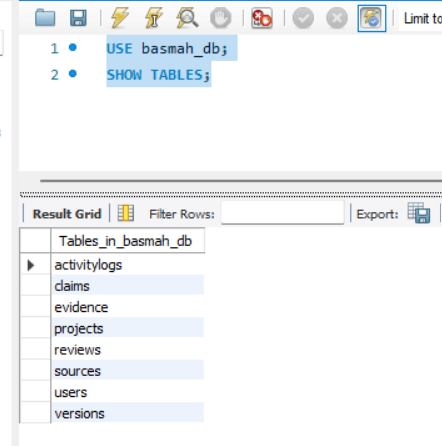 Limit to
1 USE basmah_db;
2 SHOW TABLES;
Result Grid Filter Rows: Export:
Tables_in_basmah_db
activitylogs
claims
evidence
projects
reviews
sources
users
versions